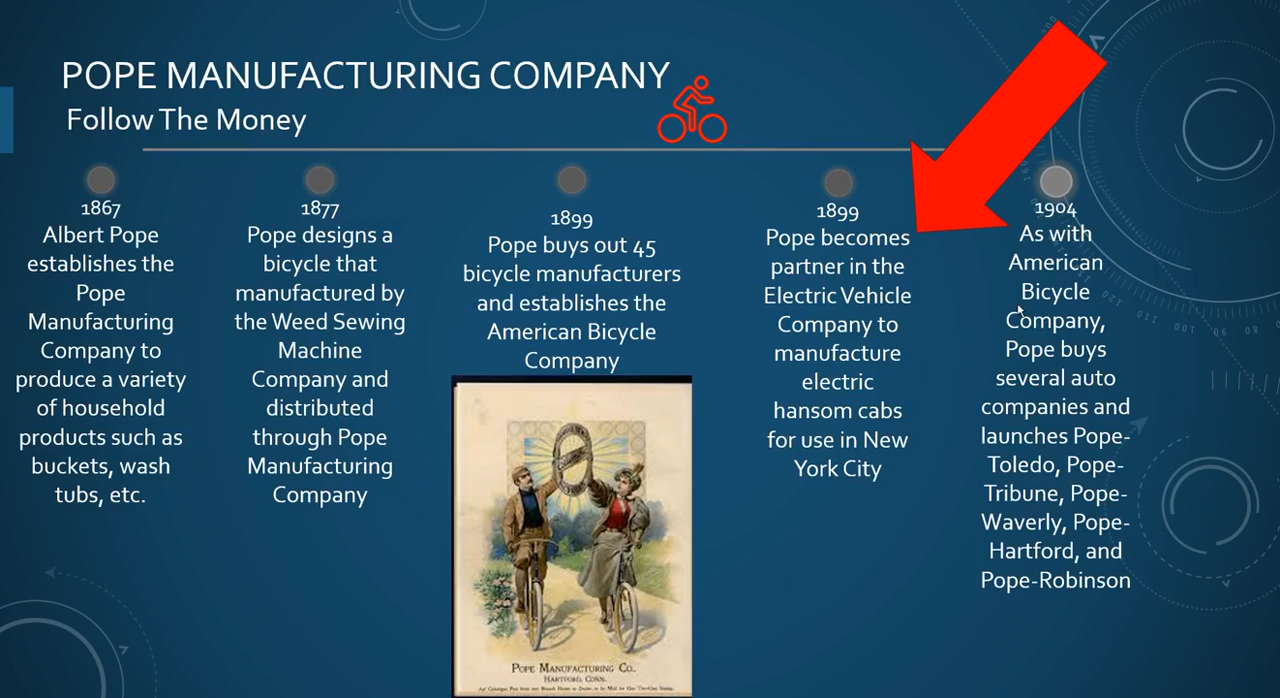 POPE MANUFACTURING COMPANY
Follow The Money
1867
Albert Pope
establishes the
Pope
Manufacturing
Company to
produce a variety
of household
products such as
buckets, wash
tubs, etc.
1877
Pope designs a
bicycle that
manufactured by
the Weed Sewing
Machine
Company and
distributed
through Pope
Manufacturing
Company
1899
Pope buys out 45
bicycle manufacturers
and establishes the
American Bicycle
Company
POPE MANUFACTURING CO.
HARTFORD, CONN.
1899
Pope becomes
partner in the
Electric Vehicle
Company to
manufacture
electric
hansom cabs
for use in New
York City
1904
As with
American
Bicycle
Company,
Pope buys
several auto
companies and
launches Pope-
Toledo, Pope-
Tribune, Pope-
Waverly, Pope-
Hartford, and
Pope-Robinson